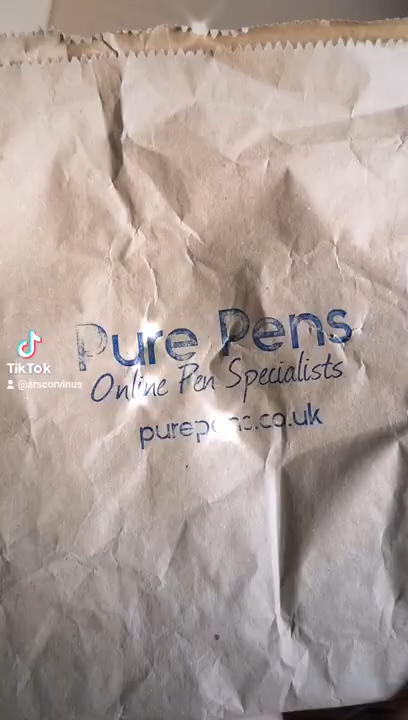 Pure Pens
Online Pen Specialists
purepens.co.uk
TikTok
@arscorvinus